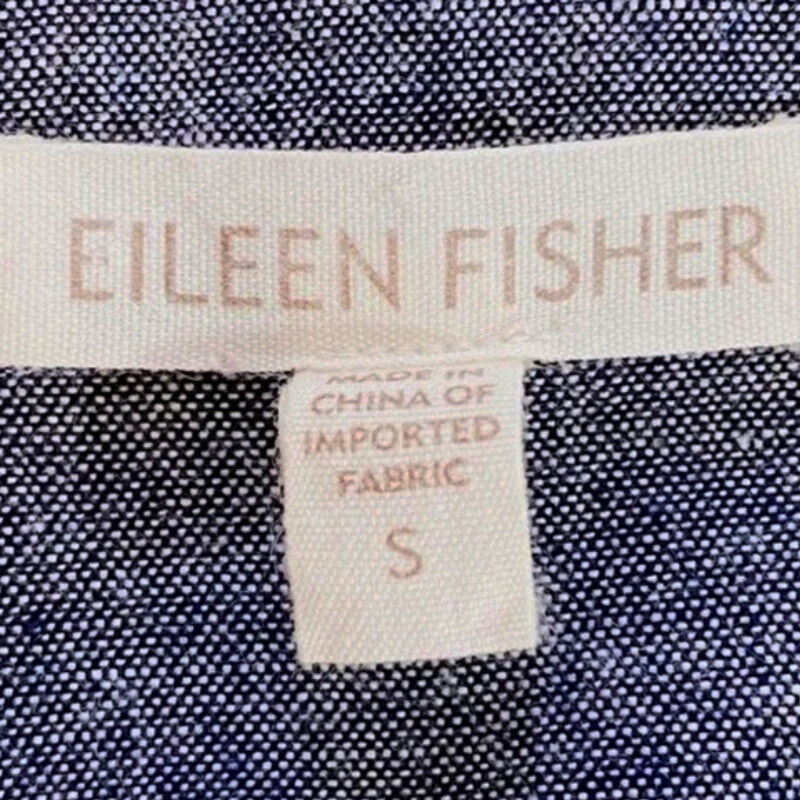 EILEEN FISHER
MADE IN
CHINA OF
IMPORTED
FABRIC
S